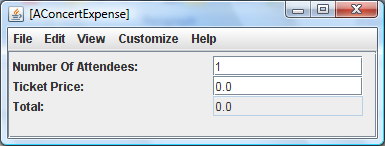 [AConcertExpense]
File Edit View Customize Help
Number Of Attendees: 1
Ticket Price: 0.0
Total: 0.0